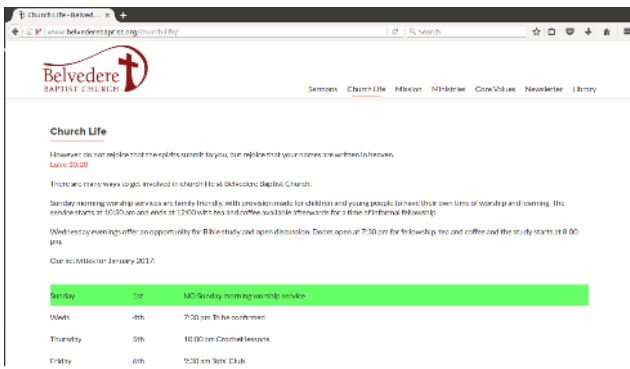 Church Life - Belved...
www.belvederebaptist.org/church-life/
Search
Belvedere
BAPTIST CHURCH
Sermons Church Life Mission Ministries Core Values Newsletter Library
Church Life
However, do not rejoice that the spirits submit to you, but rejoice that your names are written in heaven.
Luke 10:20
There are many ways to get involved in church life at Belvedere Baptist Church.
Sunday morning worship services are family friendly, with provision made for children and young people to have their own time of worship and learning. The
service starts at 10:30 am and ends at 12:00 with tea and coffee available afterwards for a time of informal fellowship.
Wednesday evenings offer an opportunity for Bible study and open discussion. Doors open at 7:30 pm for fellowship, tea and coffee and the study starts at 8:00
pm.
Our activities for January 2017:
Sunday 1st NO Sunday morning worship service
Weds 4th 7:30 pm To be confirmed
Thursday 5th 10:00 am Crochet lessons
Friday 6th 9:30 am Tots' Club